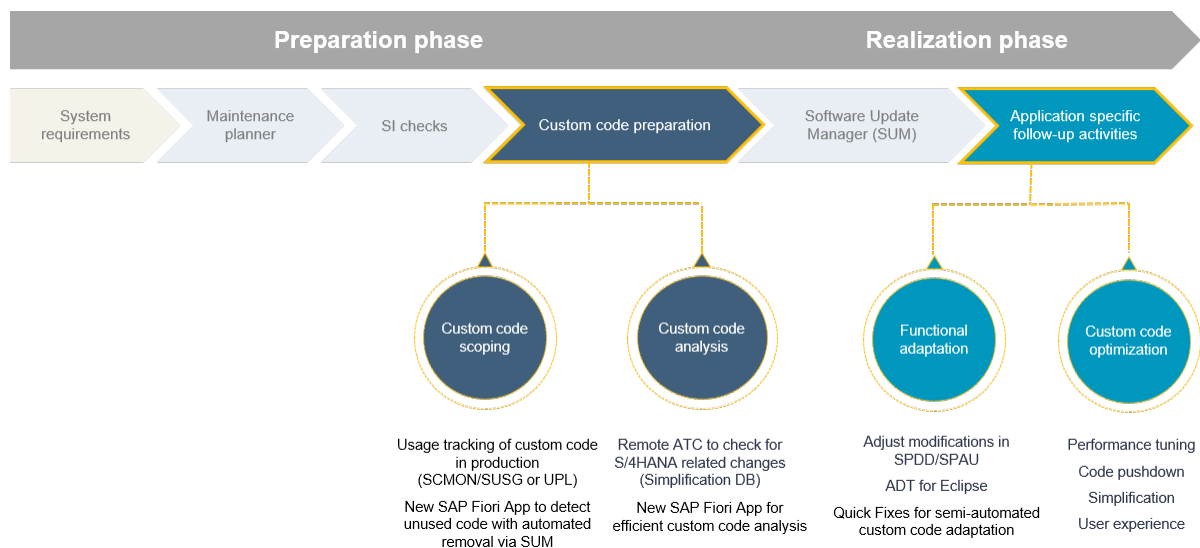 Preparation phase
Realization phase
System
requirements
Maintenance
planner
SI checks
Custom code preparation
Software Update
Manager (SUM)
Application specific
follow-up activities
Custom code
scoping
Custom code
analysis
Functional
adaptation
Custom code
optimization
Usage tracking of custom code
in production
(SCMON/SUSG or UPL)
New SAP Fiori App to detect
unused code with automated
removal via SUM
Remote ATC to check for
S/4HANA related changes
(Simplification DB)
New SAP Fiori App for
efficient custom code analysis
Adjust modifications in
SPDD/SPAU
ADT for Eclipse
Quick Fixes for semi-automated
custom code adaptation
Performance tuning
Code pushdown
Simplification
User experience